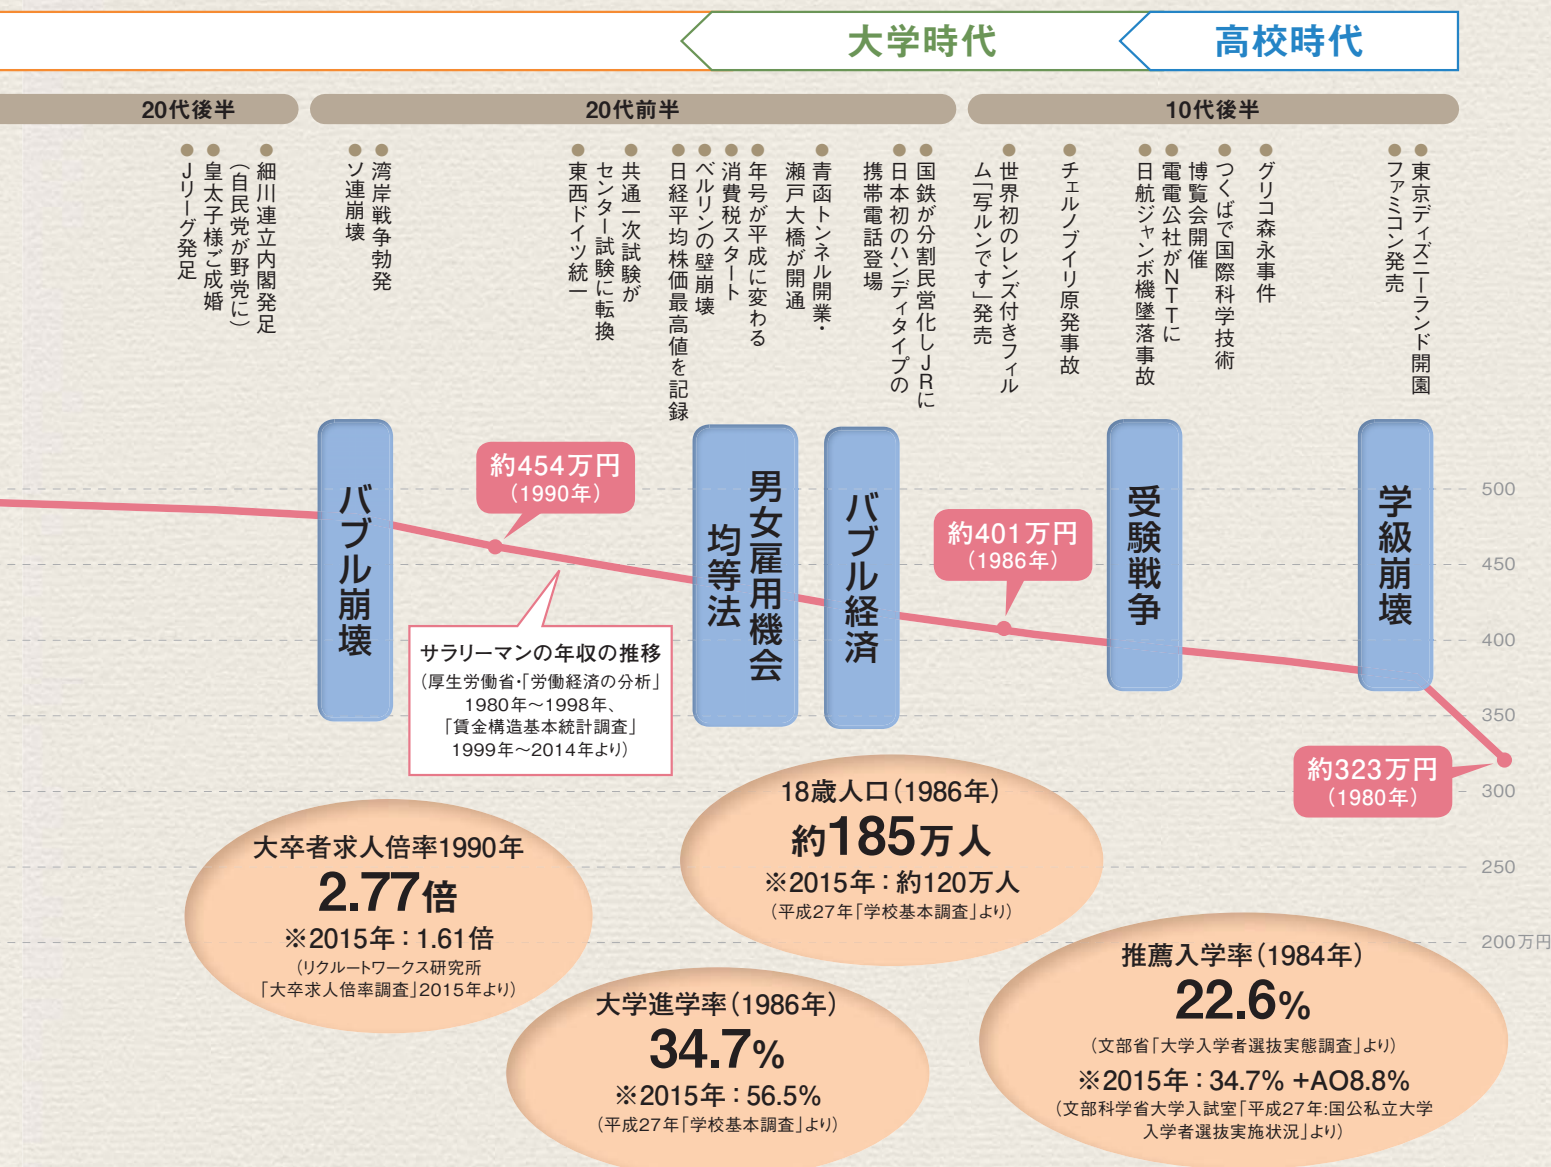 高校時代
大学時代
10代後半
20代前半
20代後半
東京ディズニーランド開園
ファミコン発売
グリコ森永事件
つくばで国際科学技術
博覧会開催
電電公社がNTTに
日航ジャンボ機墜落事故
チェルノブイリ原発事故
世界初のレンズ付きフィル
ム「写ルンです」発売
国鉄が分割民営化しJRに
日本初のハンディタイプの
携帯電話登場
青函トンネル開業・
瀬戸大橋が開通
年号が平成に変わる
消費税スタート
ベルリンの壁崩壊
日経平均株価最高値を記録
共通一次試験が
センター試験に転換
東西ドイツ統一
湾岸戦争勃発
ソ連崩壊
細川連立内閣発足
（自民党が野党に）
皇太子様ご成婚
Jリーグ発足
学級崩壊
受験戦争
バブル経済
男女雇用機会
均等法
バブル崩壊
500
450
400
350
300
250
200万円
約323万円
（1980年）
約401万円
（1986年）
約454万円
（1990年）
サラリーマンの年収の推移
（厚生労働省・「労働経済の分析」
1980年～1998年、
「賃金構造基本統計調査」
1999年～2014年より）
推薦入学率（1984年）
22.6%
（文部省「大学入学者選抜実態調査」より）
※2015年：34.7% +AO8.8%
（文部科学省大学入試室「平成27年:国公私立大学
入学者選抜実施状況」より）
18歳人口（1986年）
約185万人
※2015年：約120万人
（平成27年「学校基本調査」より）
大学進学率（1986年）
34.7%
※2015年：56.5%
（平成27年「学校基本調査」より）
大卒者求人倍率1990年
2.77倍
※2015年：1.61倍
（リクルートワークス研究所
「大卒求人倍率調査」2015年より）